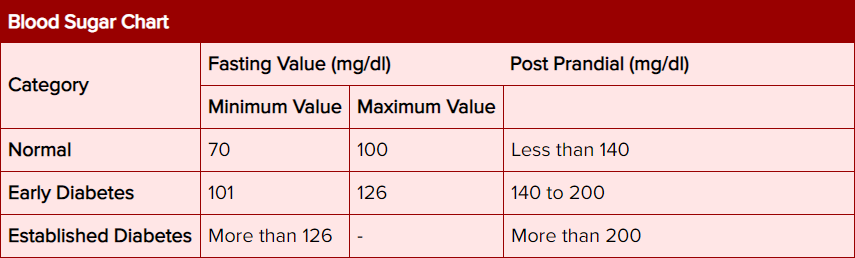 Blood Sugar Chart
Category
Fasting Value (mg/dl) Post Prandial (mg/dl)
Minimum Value Maximum Value
Normal 70 100 Less than 140
Early Diabetes 101 126 140 to 200
Established Diabetes More than 126 - More than 200